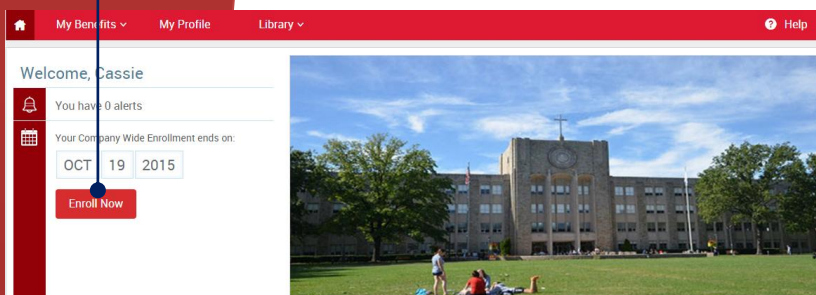 My Benefits My Profile Library Help
Welcome, Cassie
You have 0 alerts
Your Company Wide Enrollment ends on:
OCT 19 2015
Enroll Now